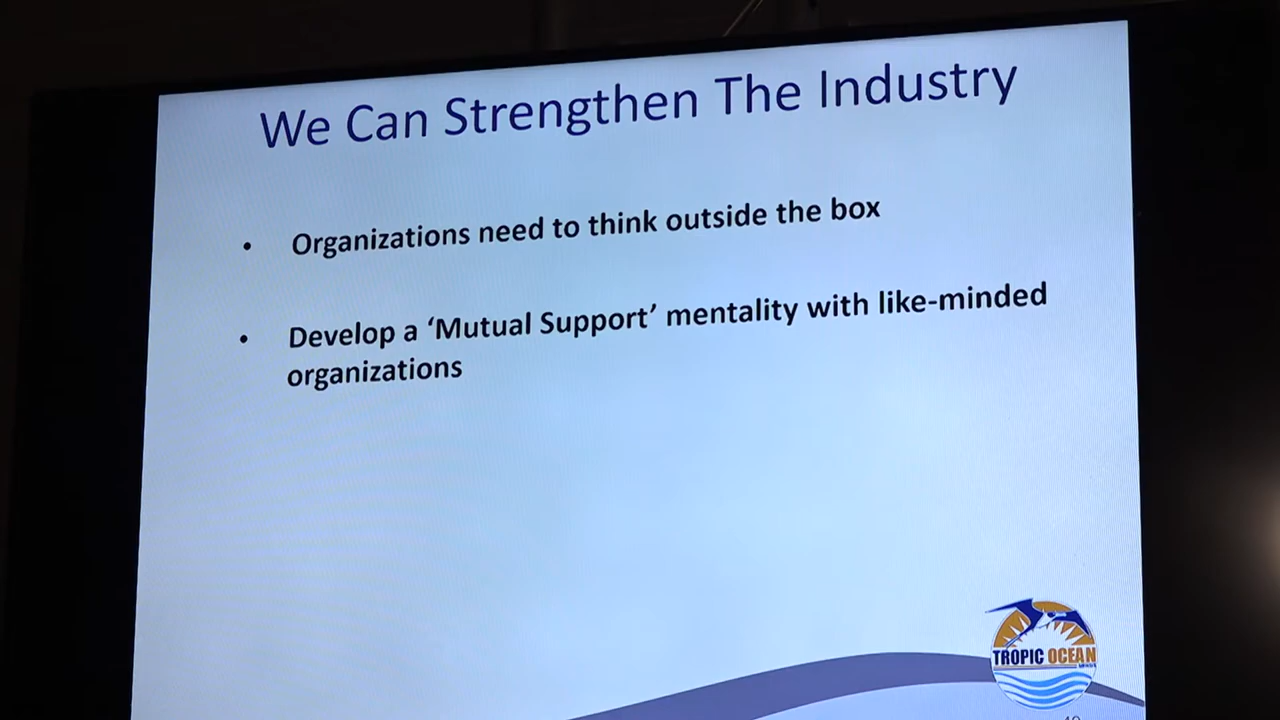 We Can Strengthen The Industry
• Organizations need to think outside the box
• Develop a ‘Mutual Support’ mentality with like-minded
organizations
TROPIC OCEAN